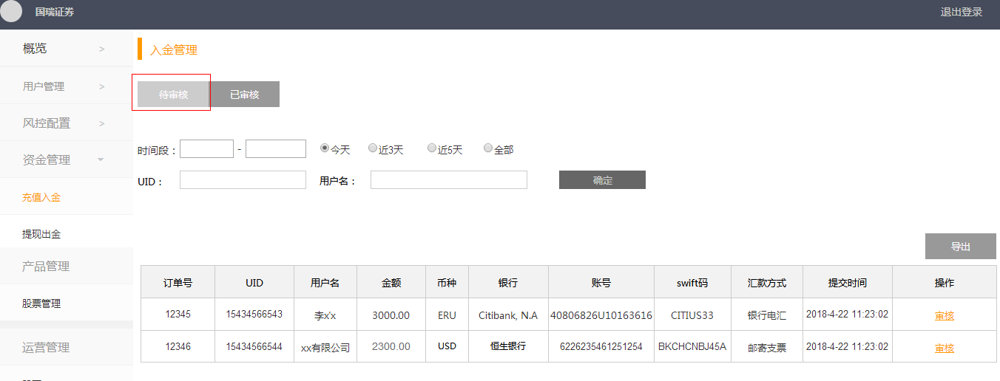 国瑞证券 退出登录
概览 >
入金管理
用户管理 >
待审核 已审核
风控配置 >
资金管理
时间段： - 今天 近3天 近5天 全部
UID： 用户名： 确定
充值入金
提现出金
导出
产品管理
股票管理
运营管理
订单号 UID 用户名 金额 币种 银行 账号 swift码 汇款方式 提交时间 操作
12345 15434566543 李x'x 3000.00 ERU Citibank, N.A 40806826U10163616 CITIUS33 银行电汇 2018-4-22 11:23:02 审核
12346 15434566544 xx有限公司 2300.00 USD 恒生银行 6226235461251254 BKCHCNBJ45A 邮寄支票 2018-4-22 11:23:02 审核